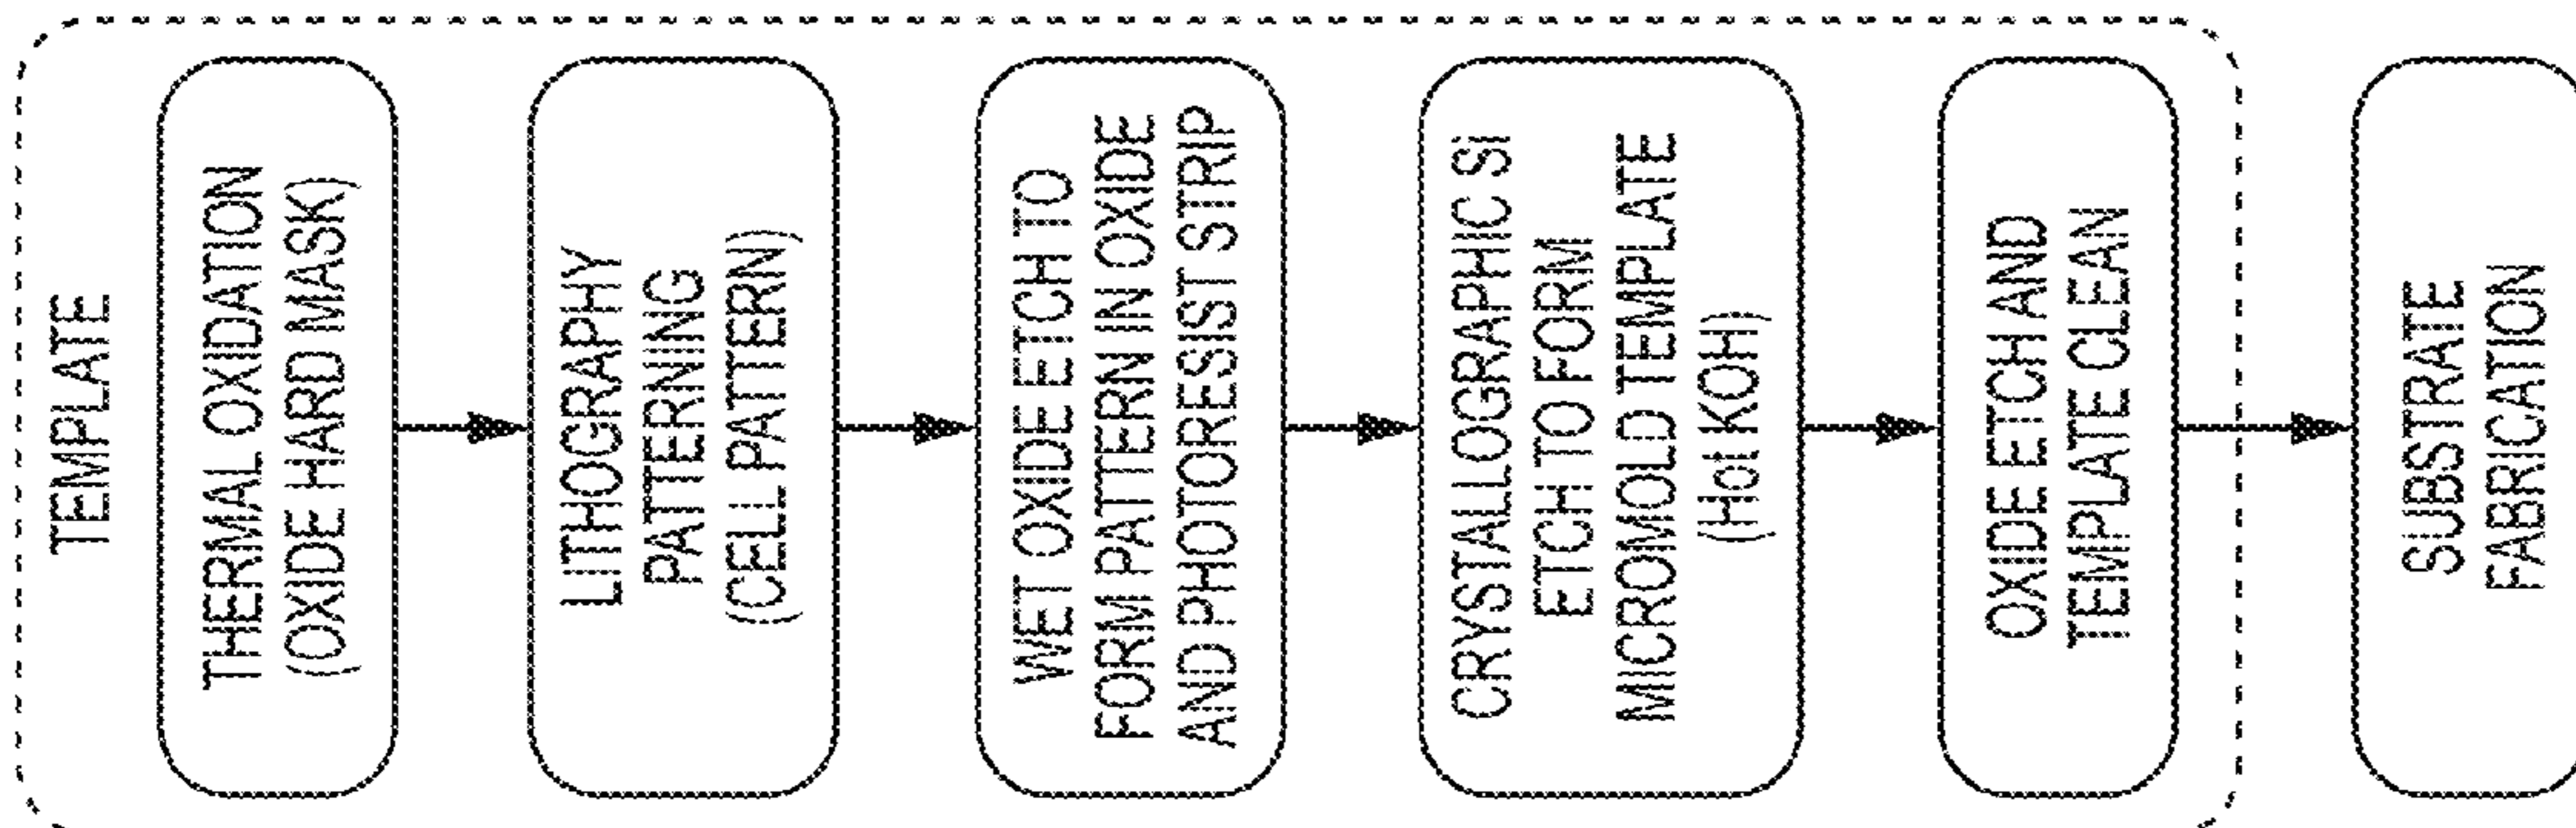 TEMPLATE
THERMAL OXIDATION
(OXIDE HARD MASK)
LITHOGRAPHY
PATTERNING
(CELL PATTERN)
WET OXIDE ETCH TO
FORM PATTERN IN OXIDE
AND PHOTORESIST STRIP
CRYSTALLOGRAPHIC SI
ETCH TO FORM
MICROMOLD TEMPLATE
(Hot KOH)
OXIDE ETCH AND
TEMPLATE CLEAN
SUBSTRATE
FABRICATION